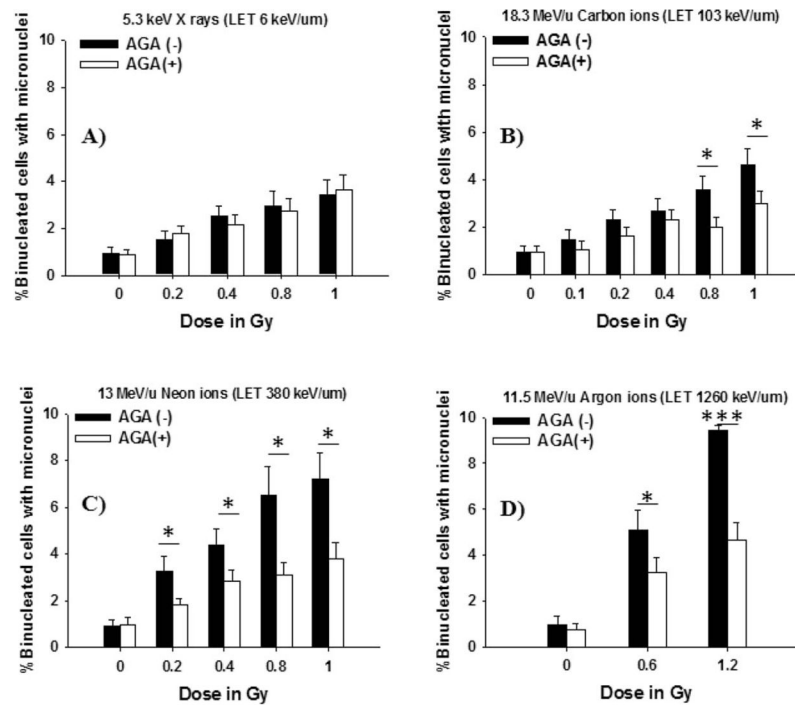 5.3 keV X rays (LET 6 keV/um)
AGA (-)
AGA (+)
A)
% Binucleated cells with micronuclei
10
8
6
4
2
0
0 0.2 0.4 0.8 1
Dose in Gy
18.3 MeV/u Carbon ions (LET 103 keV/um)
AGA (-)
AGA(+)
B)
* *
% Binucleated cells with micronuclei
10
8
6
4
2
0
0 0.1 0.2 0.4 0.8 1
Dose in Gy
13 MeV/u Neon ions (LET 380 keV/um)
AGA (-)
AGA(+)
C)
* * * *
% Binucleated cells with micronuclei
10
8
6
4
2
0
0 0.2 0.4 0.8 1
Dose in Gy
11.5 MeV/u Argon ions (LET 1260 keV/um)
AGA (-)
AGA(+)
D)
* ***
% Binucleated cells with micronuclei
10
8
6
4
2
0
0 0.6 1.2
Dose in Gy